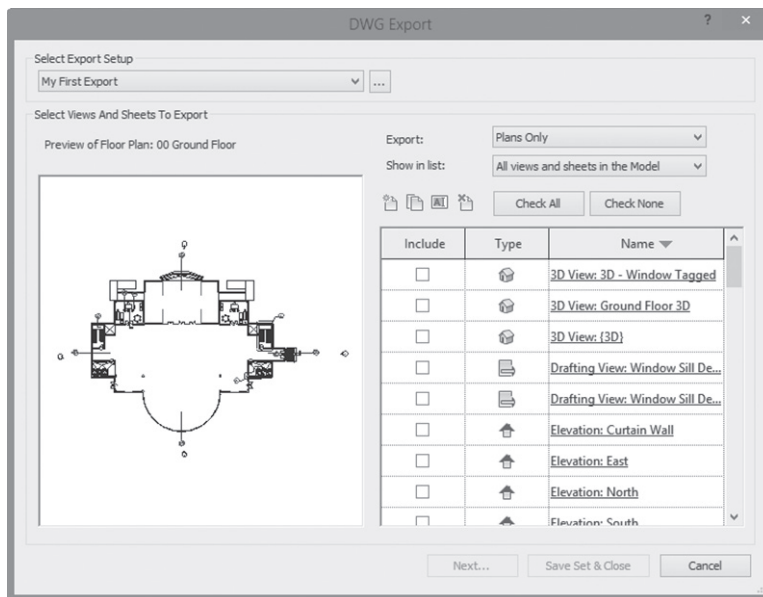 DWG Export
?
×
Select Export Setup
My First Export
...
Select Views And Sheets To Export
Preview of Floor Plan: 00 Ground Floor
Export:
Plans Only
Show in list:
All views and sheets in the Model
Check All
Check None
Include
Type
Name
3D View: 3D - Window Tagged
3D View: Ground Floor 3D
3D View: {3D}
Drafting View: Window Sill De...
Drafting View: Window Sill De...
Elevation: Curtain Wall
Elevation: East
Elevation: North
Elevation: South
Next...
Save Set & Close
Cancel